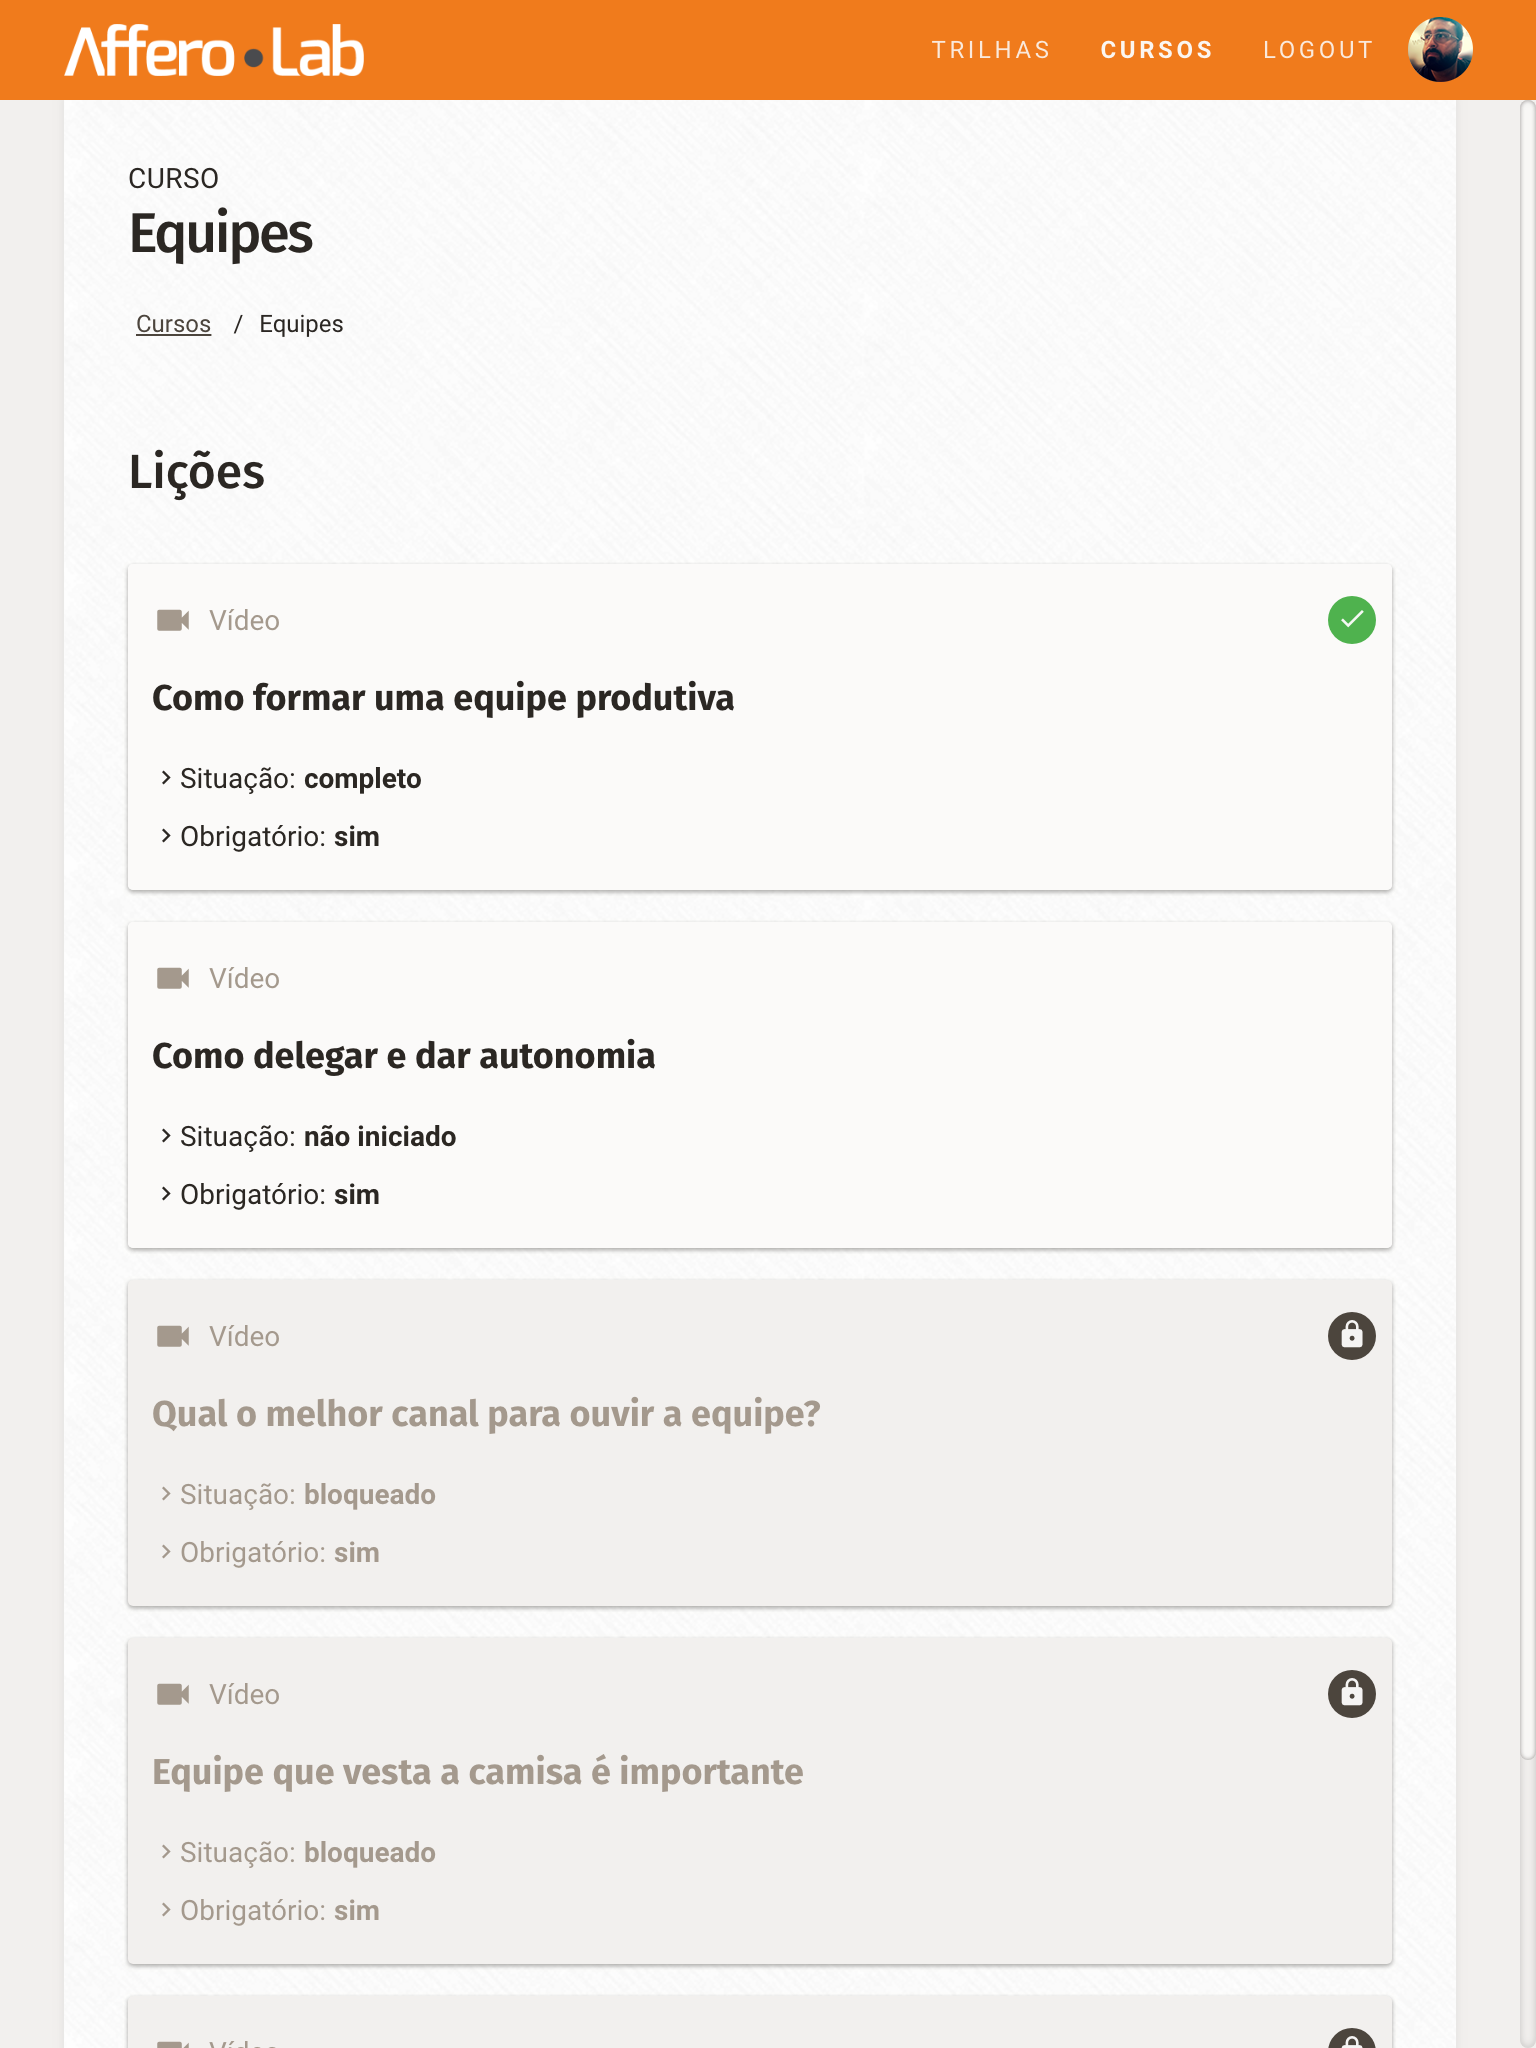 Affero Lab
TRILHAS CURSOS LOGOUT
CURSO
Equipes
Cursos / Equipes
Lições
Vídeo
Como formar uma equipe produtiva
Situação: completo
Obrigatório: sim
Vídeo
Como delegar e dar autonomia
Situação: não iniciado
Obrigatório: sim
Vídeo
Qual o melhor canal para ouvir a equipe?
Situação: bloqueado
Obrigatório: sim
Vídeo
Equipe que vesta a camisa é importante
Situação: bloqueado
Obrigatório: sim
Vídeo